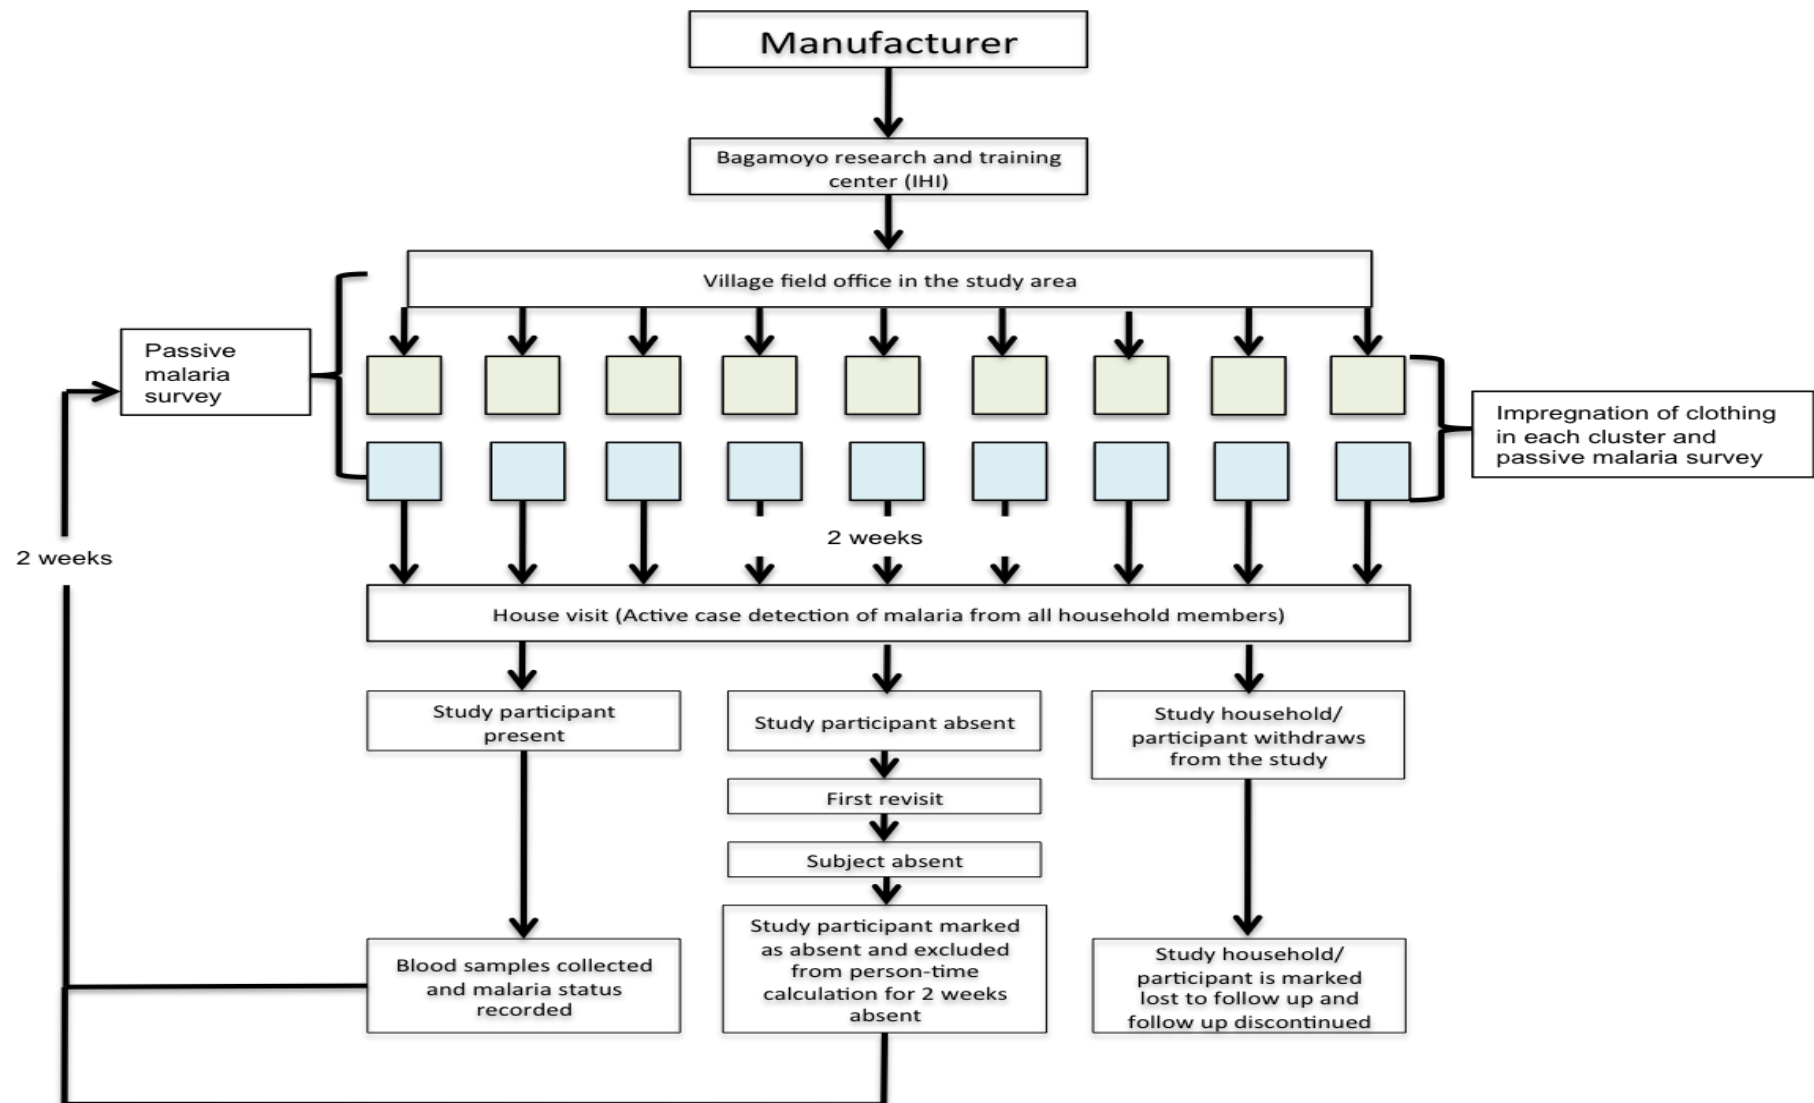 Manufacturer
Bagamoyo research and training
center (IHI)
Village field office in the study area
Passive
malaria
survey
Impregnation of clothing
in each cluster and
passive malaria survey
2 weeks
2 weeks
House visit (Active case detection of malaria from all household members)
Study participant
present
Study participant absent
Study household/
participant withdraws
from the study
First revisit
Subject absent
Blood samples collected
and malaria status
recorded
Study participant marked
as absent and excluded
from person-time
calculation for 2 weeks
absent
Study household/
participant is marked
lost to follow up and
follow up discontinued